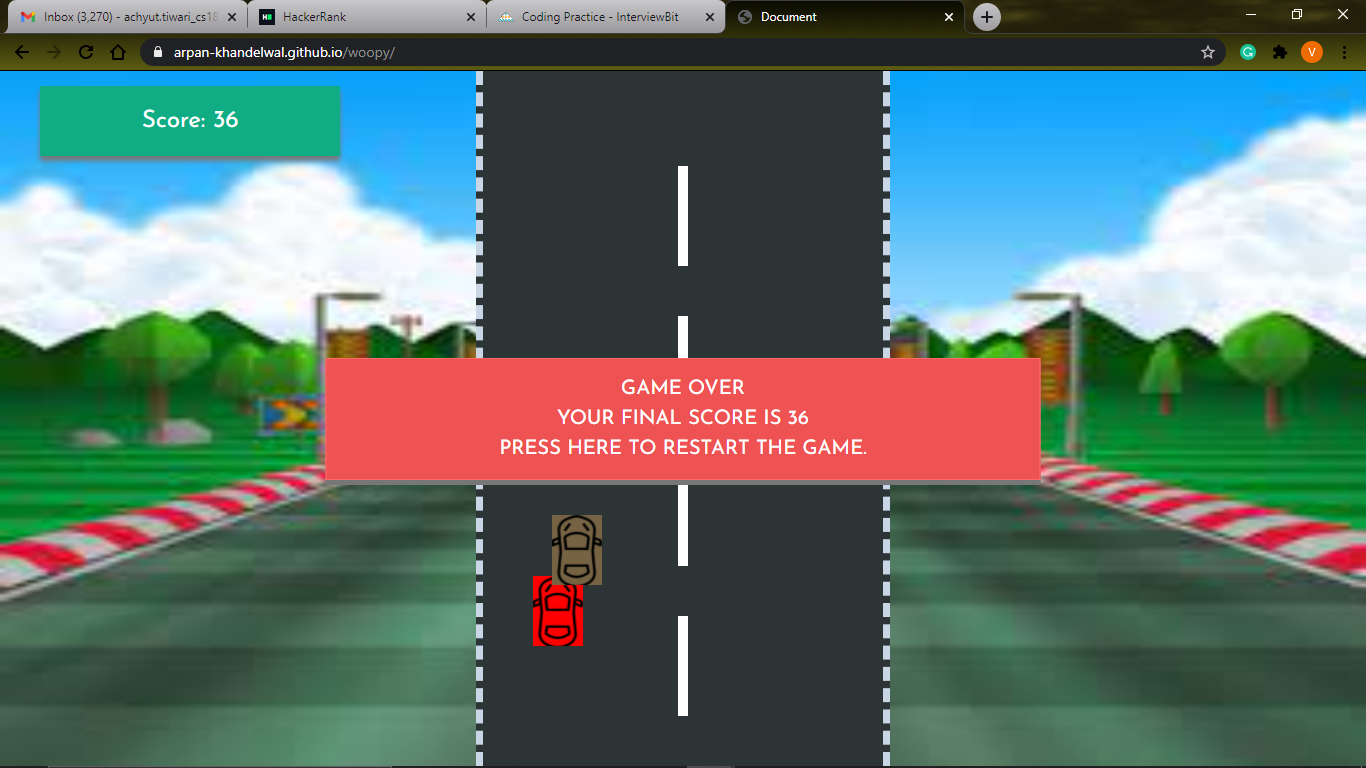 Inbox (3,270) - achyut.tiwari_cs18
HackerRank
Coding Practice - InterviewBit
Document
arpan-khandelwal.github.io/woopy/
V
Score: 36
GAME OVER
YOUR FINAL SCORE IS 36
PRESS HERE TO RESTART THE GAME.